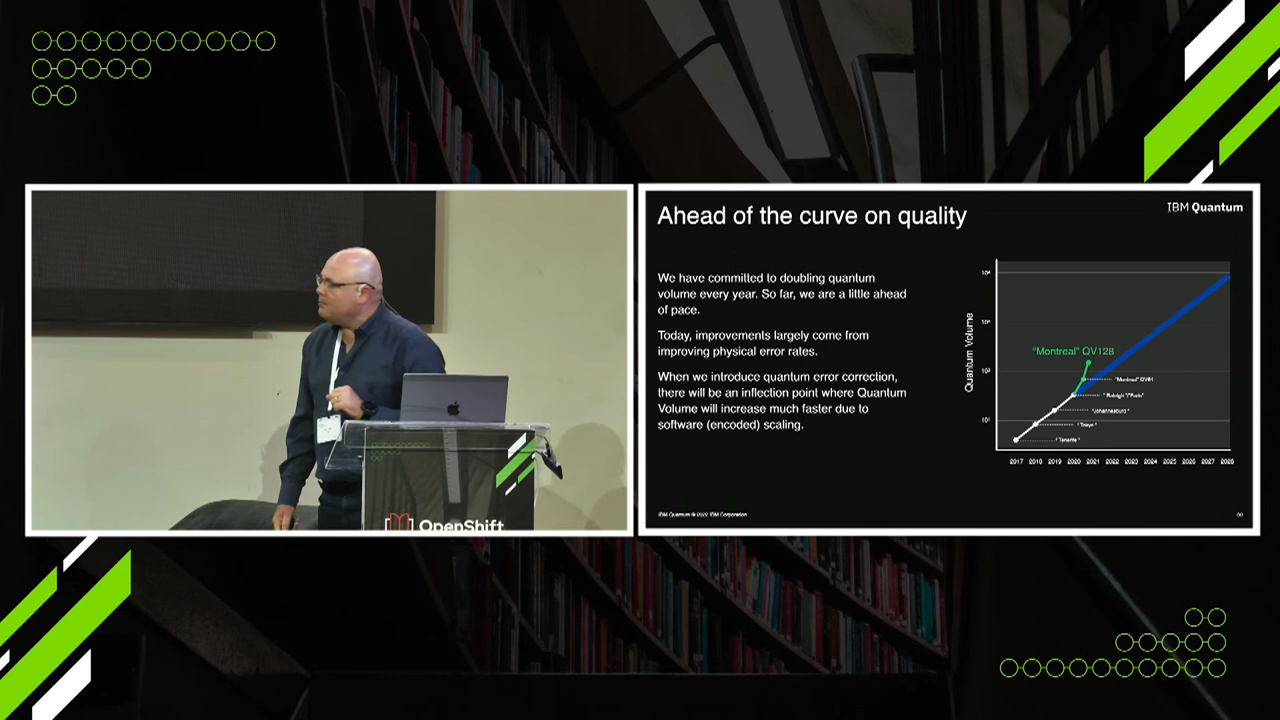 OpenShift
Ahead of the curve on quality
IBM Quantum
We have committed to doubling quantum
volume every year. So far, we are a little ahead
of pace.
Today, improvements largely come from
improving physical error rates.
When we introduce quantum error correction,
there will be an inflection point where Quantum
Volume will increase much faster due to
software (encoded) scaling.
Quantum Volume
"Montreal" QV128
"Montreal" QV64
"Johannesburg"
"Tokyo"
"Tenerife"
2017 2018 2019 2020 2021 2022 2023 2024 2025 2026 2027 2028
IBM Quantum © 2022 IBM Corporation